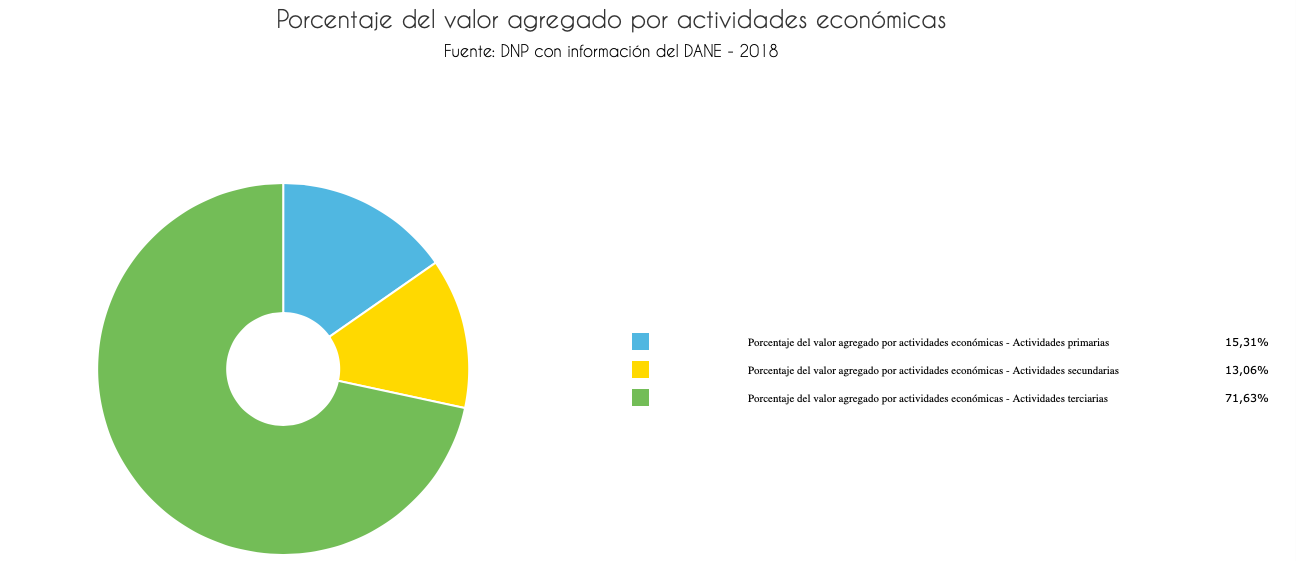 Porcentaje del valor agregado por actividades económicas
Fuente: DNP con información del DANE - 2018
Porcentaje del valor agregado por actividades económicas - Actividades primarias 15,31%
Porcentaje del valor agregado por actividades económicas - Actividades secundarias 13,06%
Porcentaje del valor agregado por actividades económicas - Actividades terciarias 71,63%